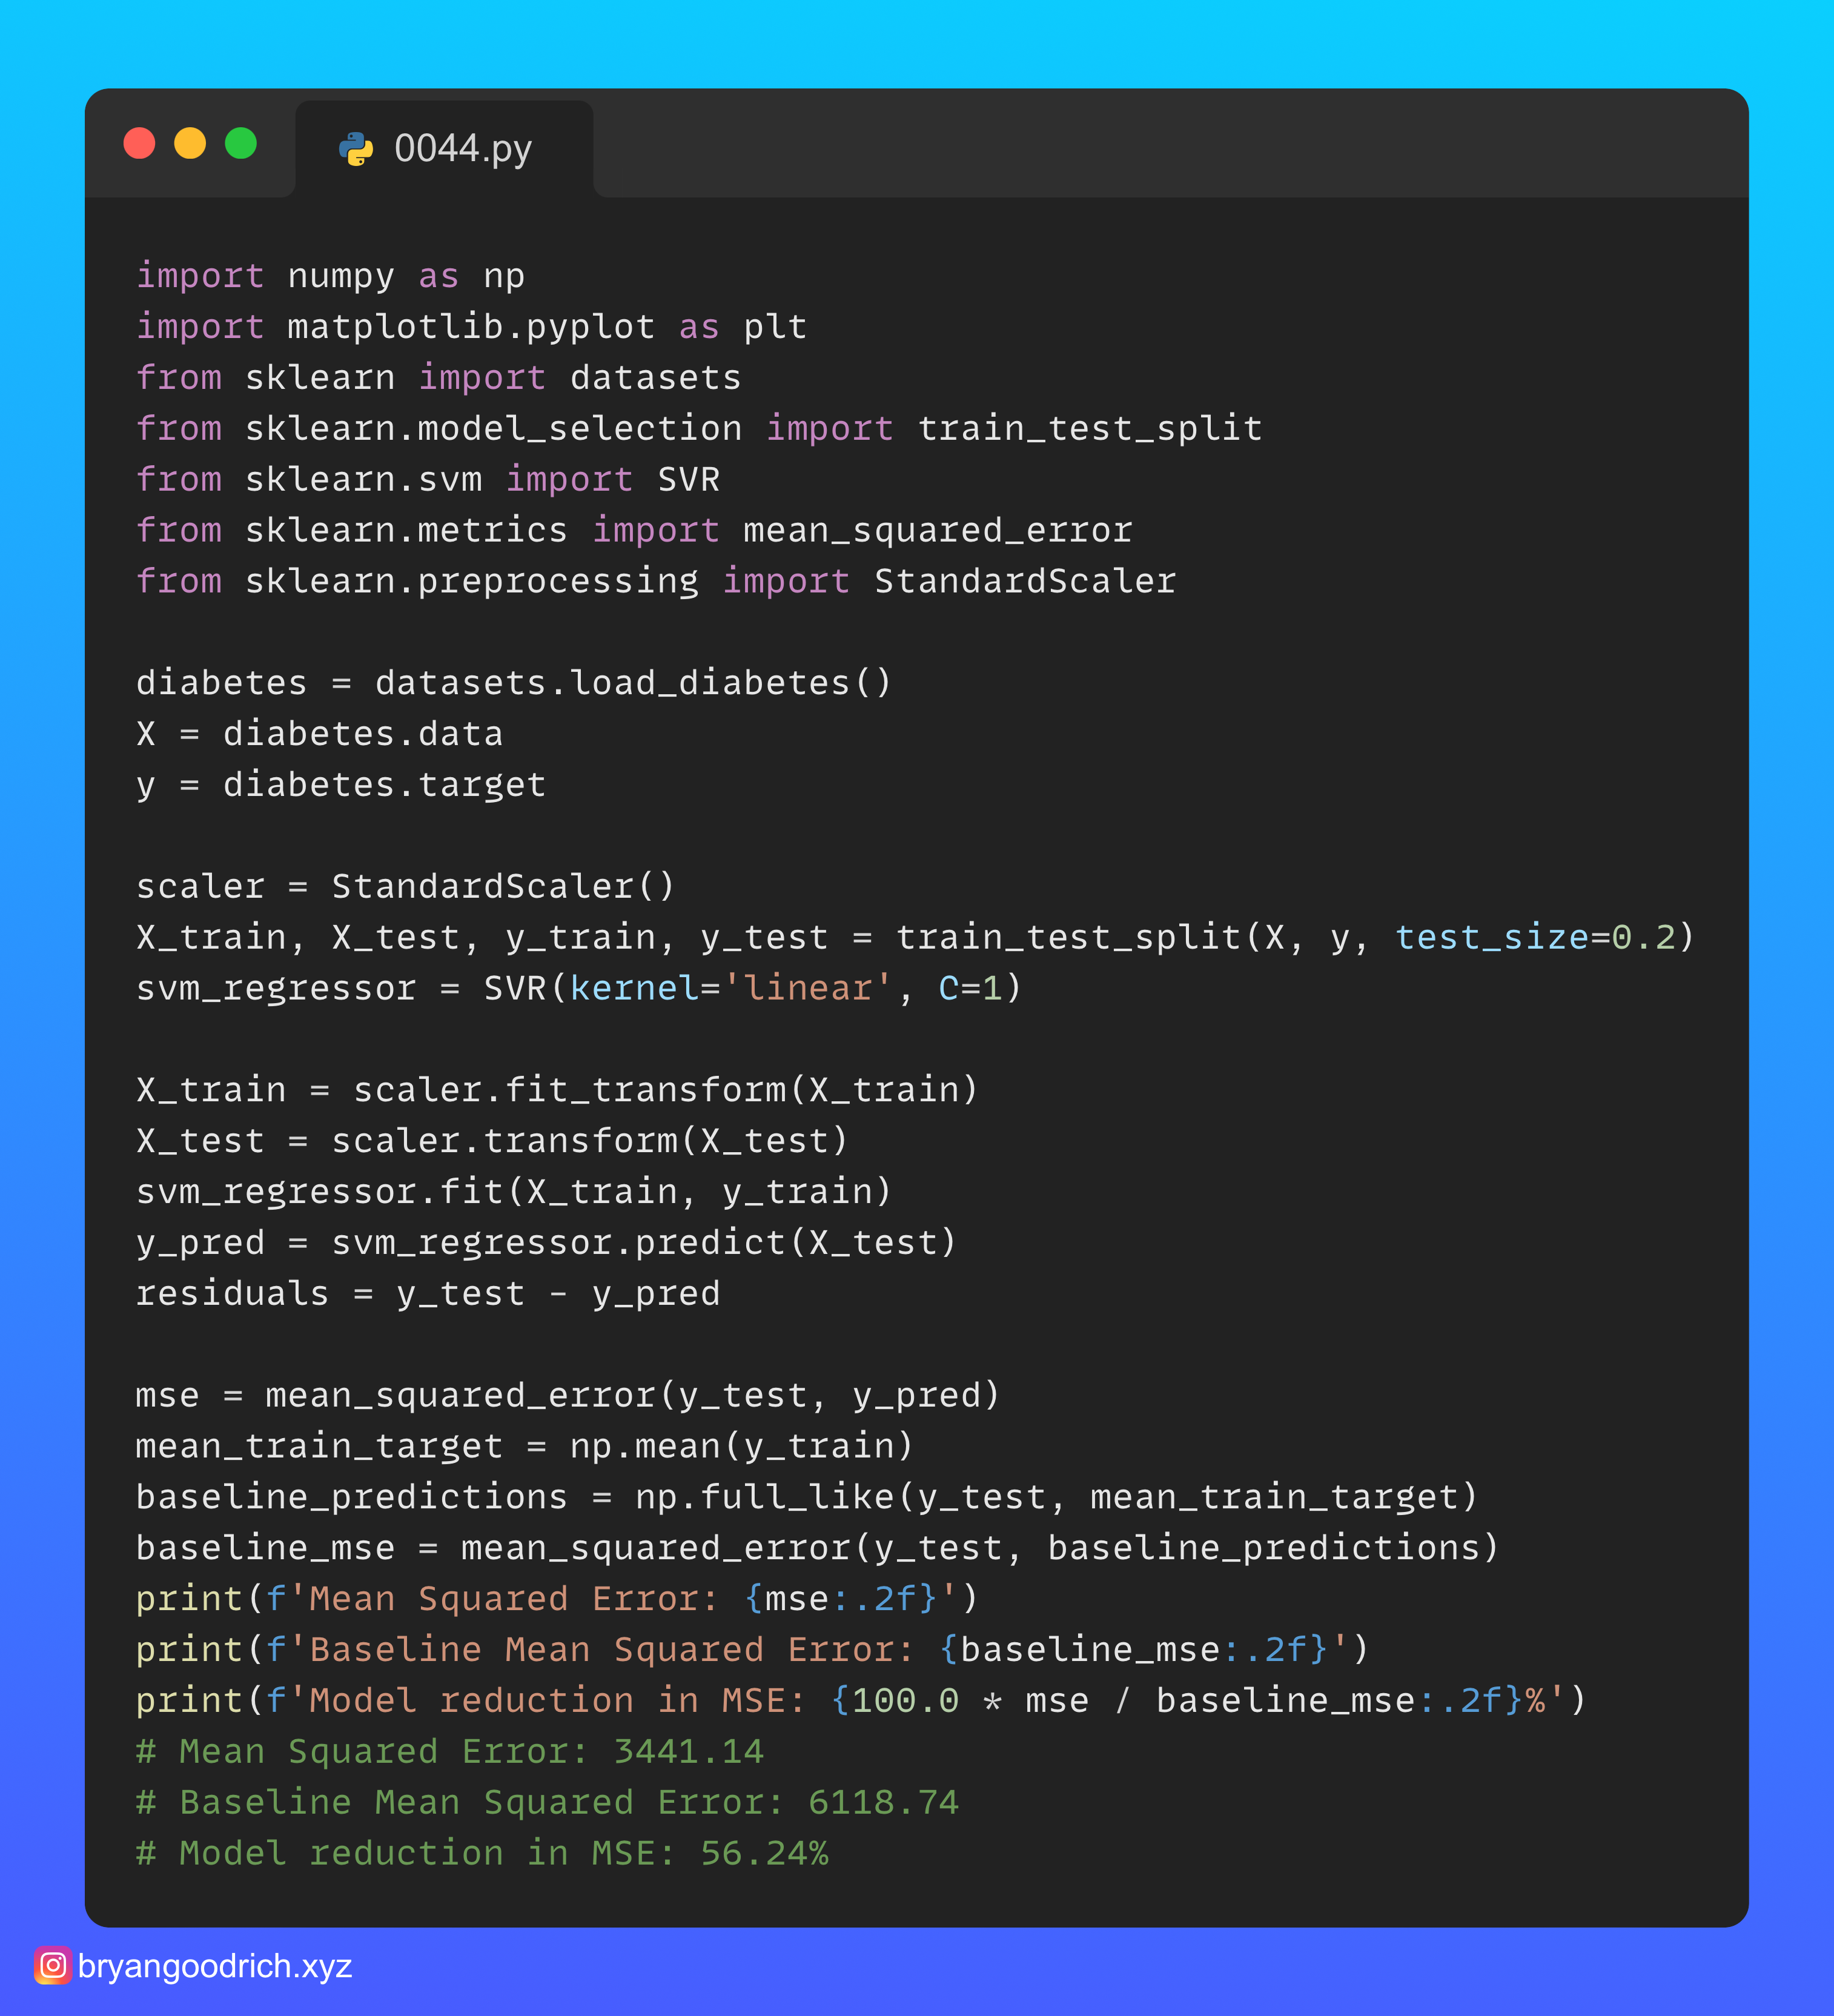 0044.py
import numpy as np
import matplotlib.pyplot as plt
from sklearn import datasets
from sklearn.model_selection import train_test_split
from sklearn.svm import SVR
from sklearn.metrics import mean_squared_error
from sklearn.preprocessing import StandardScaler
diabetes = datasets.load_diabetes()
X = diabetes.data
y = diabetes.target
scaler = StandardScaler()
X_train, X_test, y_train, y_test = train_test_split(X, y, test_size=0.2)
svm_regressor = SVR(kernel='linear', C=1)
X_train = scaler.fit_transform(X_train)
X_test = scaler.transform(X_test)
svm_regressor.fit(X_train, y_train)
y_pred = svm_regressor.predict(X_test)
residuals = y_test - y_pred
mse = mean_squared_error(y_test, y_pred)
mean_train_target = np.mean(y_train)
baseline_predictions = np.full_like(y_test, mean_train_target)
baseline_mse = mean_squared_error(y_test, baseline_predictions)
print(f'Mean Squared Error: {mse:.2f}')
print(f'Baseline Mean Squared Error: {baseline_mse:.2f}')
print(f'Model reduction in MSE: {100.0 * mse / baseline_mse:.2f}%')
# Mean Squared Error: 3441.14
# Baseline Mean Squared Error: 6118.74
# Model reduction in MSE: 56.24%
bryangoodrich.xyz